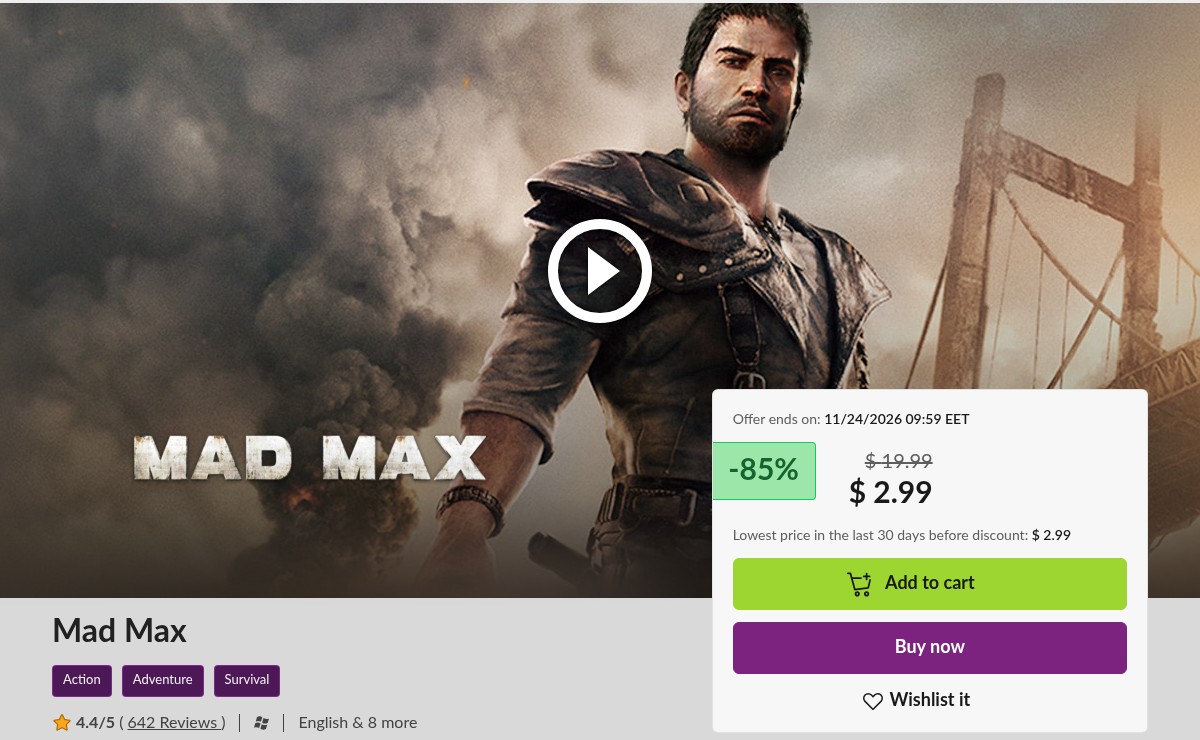 MAD MAX
Offer ends on: 11/24/2026 09:59 EET
-85%
$ 19.99
$ 2.99
Lowest price in the last 30 days before discount: $ 2.99
Add to cart
Buy now
Wishlist it
Mad Max
Action Adventure Survival
4.4/5 ( 642 Reviews ) English & 8 more